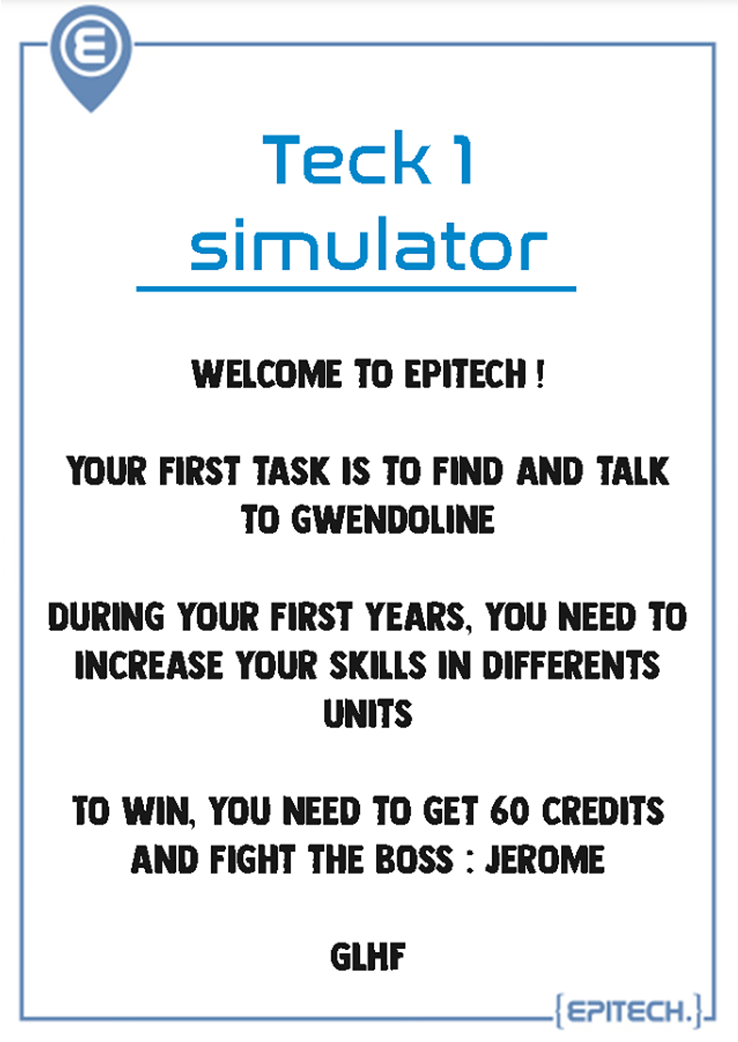 E
Teck 1
simulator
WELCOME TO EPITECH !
YOUR FIRST TASK IS TO FIND AND TALK
TO GWENDOLINE
DURING YOUR FIRST YEARS, YOU NEED TO
INCREASE YOUR SKILLS IN DIFFERENTS
UNITS
TO WIN, YOU NEED TO GET 60 CREDITS
AND FIGHT THE BOSS : JEROME
GLHF
{EPITECH.}